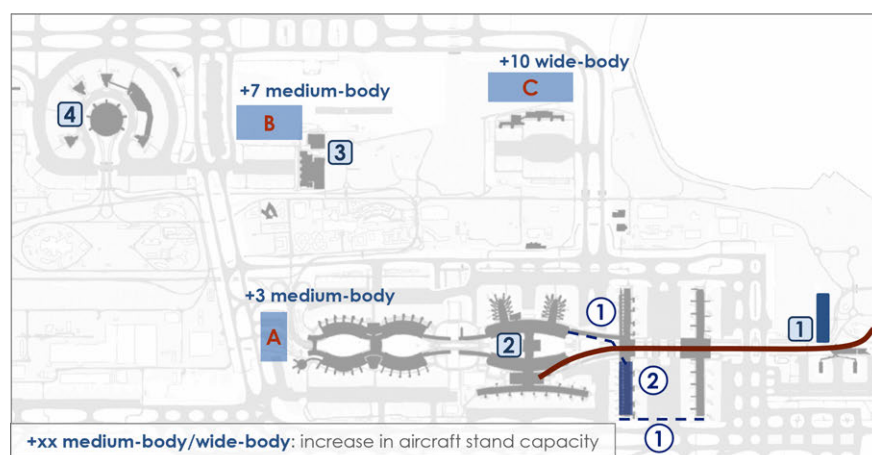 +10 wide-body
C
+7 medium-body
B
4
3
+3 medium-body
A
1
1
2
2
1
+xx medium-body/wide-body: increase in aircraft stand capacity